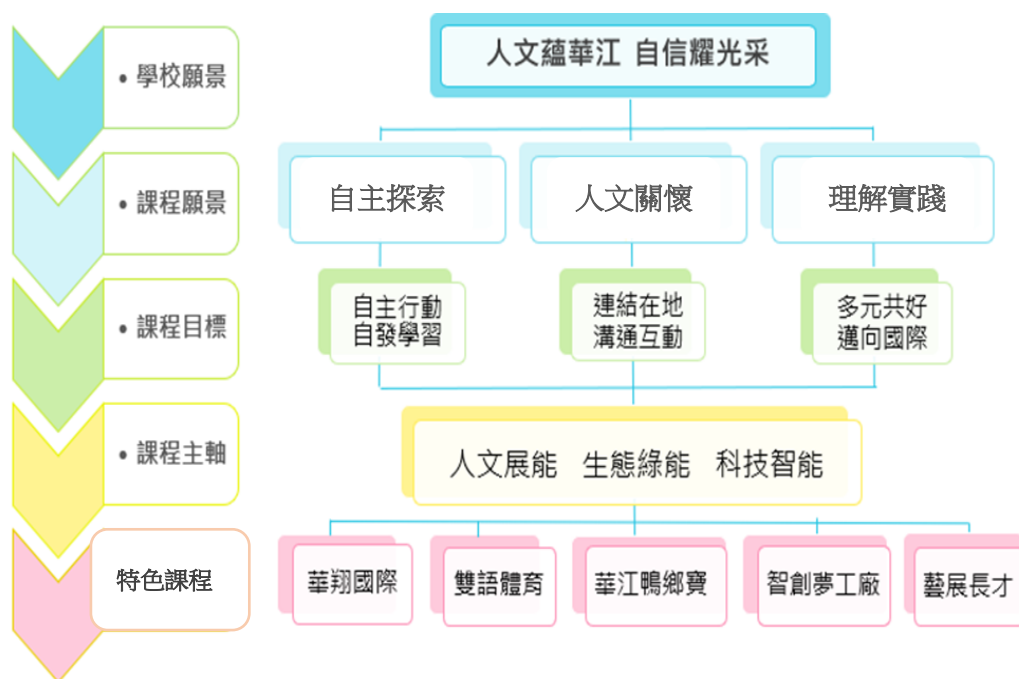 • 學校願景
人文蘊華江 自信耀光采
• 課程願景
自主探索
人文關懷
理解實踐
• 課程目標
自主行動
自發學習
連結在地
溝通互動
多元共好
邁向國際
• 課程主軸
人文展能 生態綠能 科技智能
特色課程
華翔國際
雙語體育
華江鴨鄉寶
智創夢工廠
藝展長才